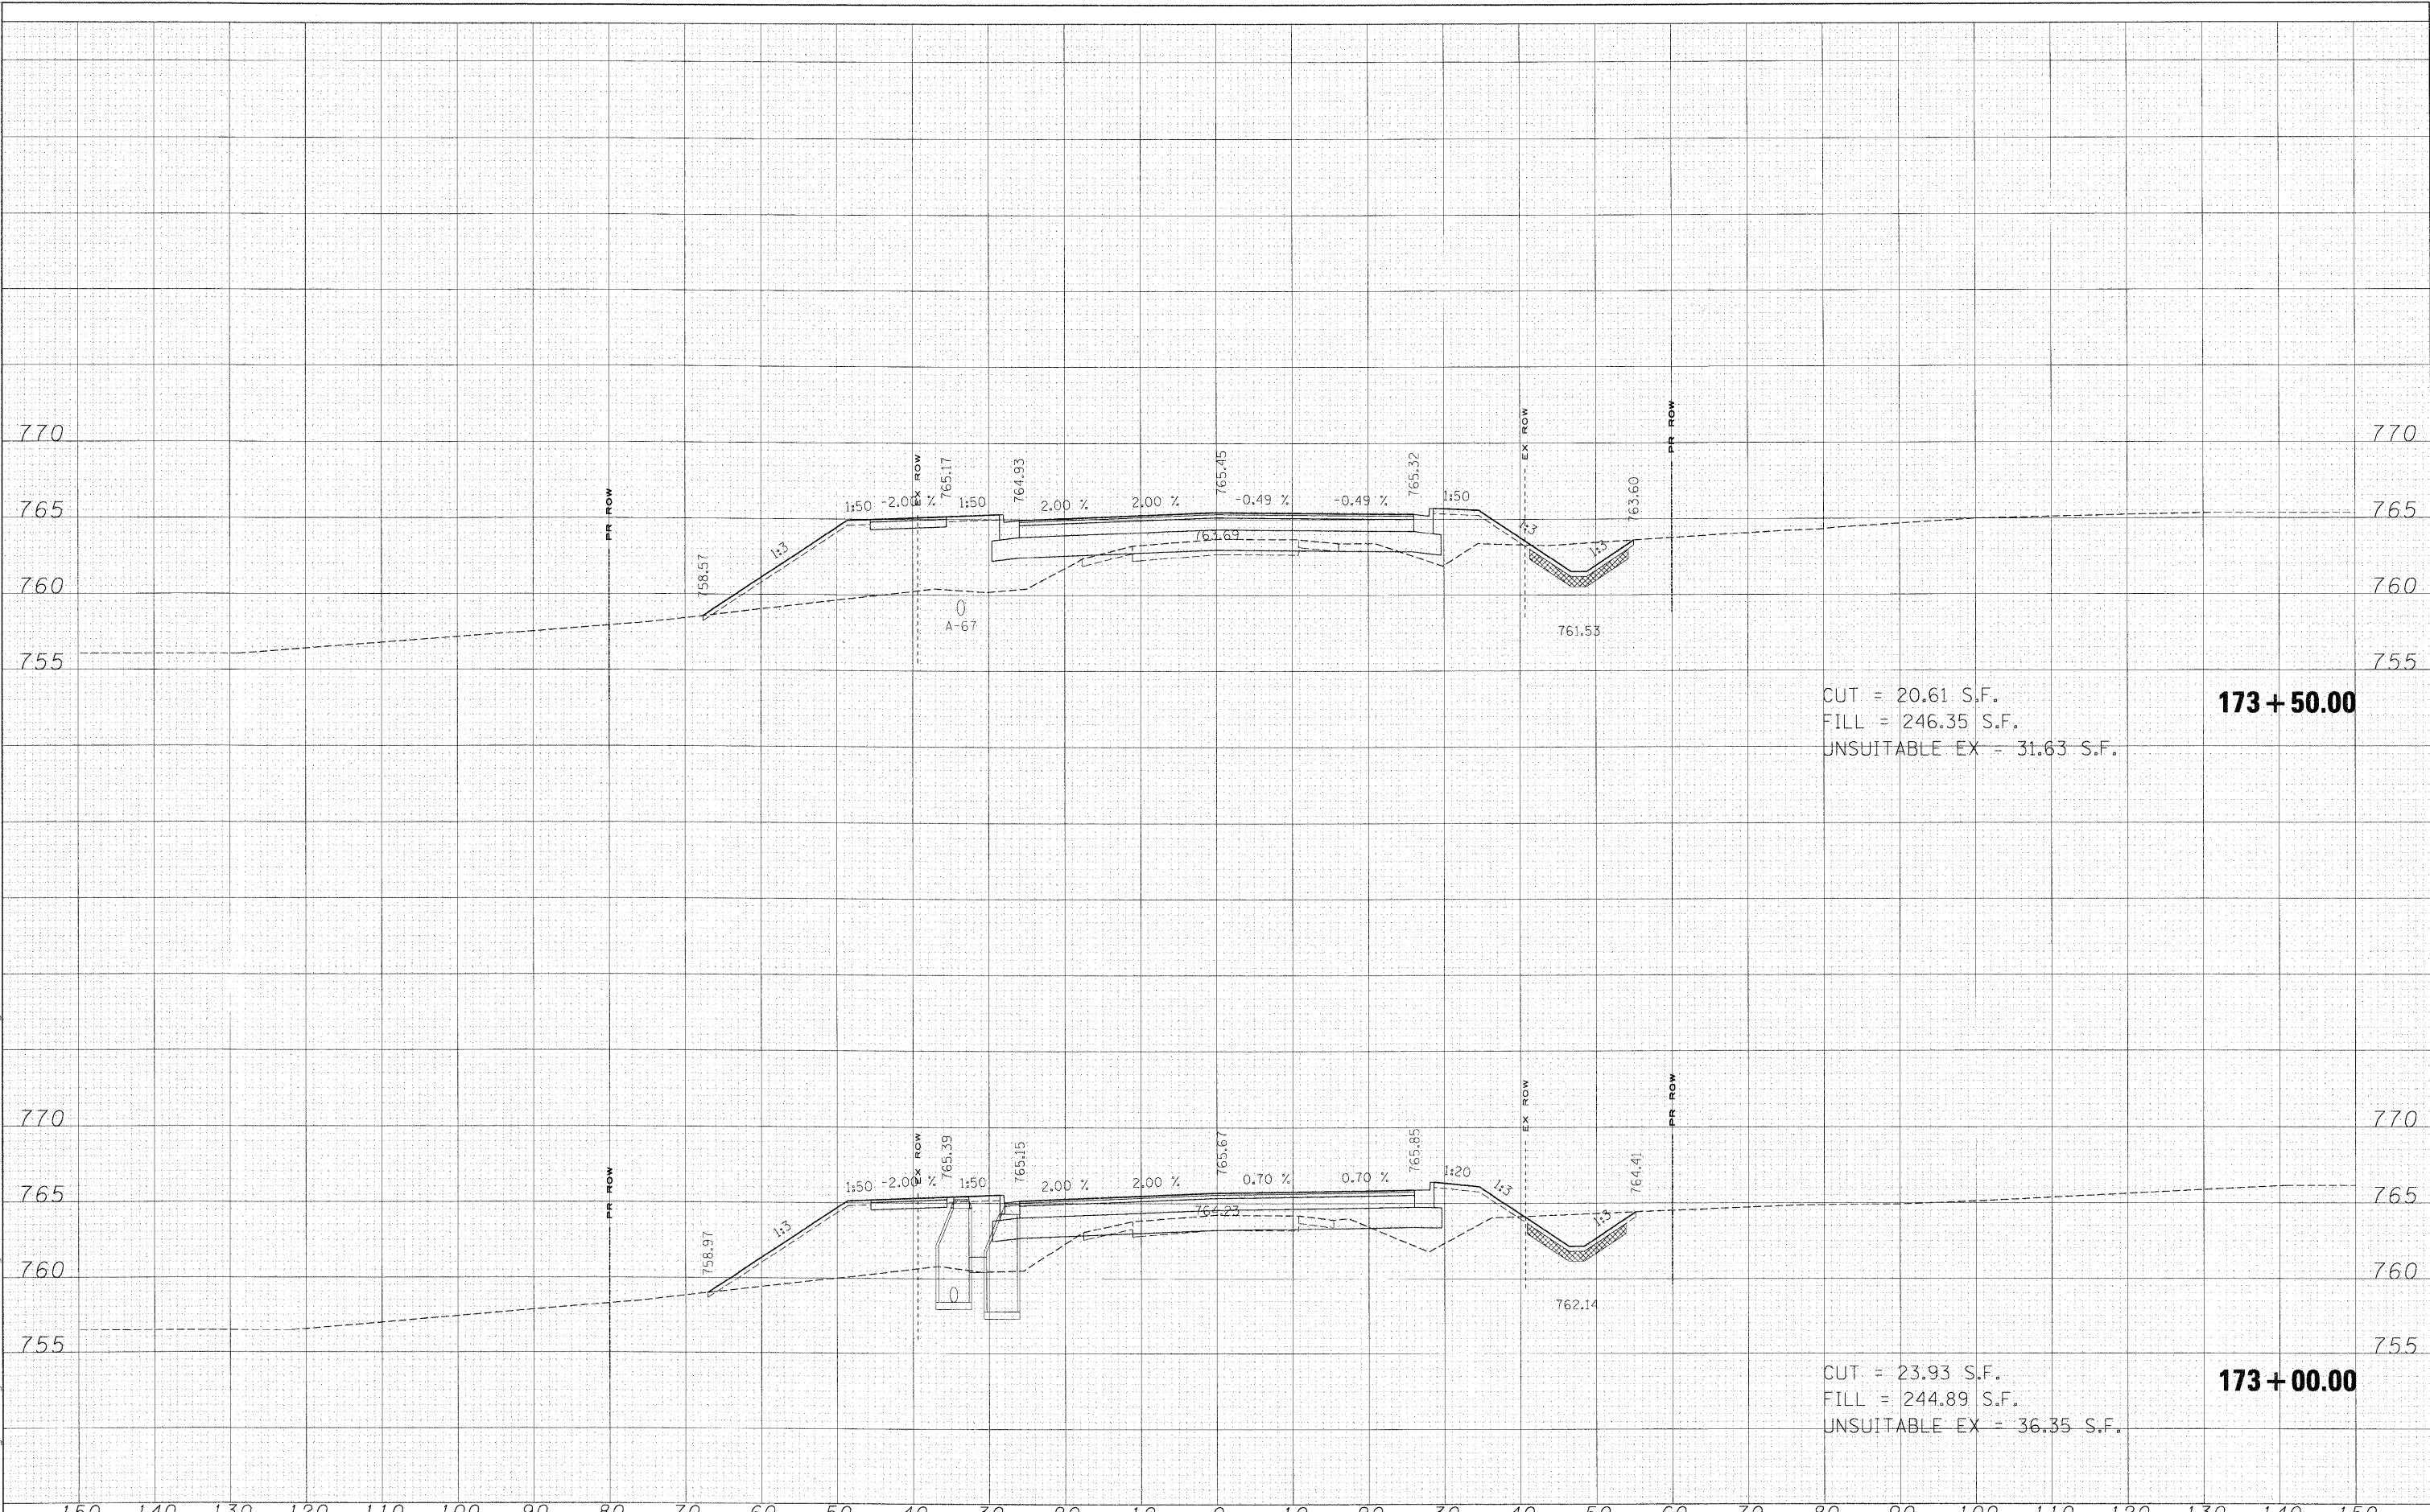 EX ROW
PR ROW
770 770
EX ROW 765.17 764.93 765.45 765.32 763.60
PR ROW
765 1:50 -2.00 % 1:50 2.00 % 2.00 % -0.49 % -0.49 % 1:50 765
1:3 763.69 1:3 1:3
758.57
760 760
0
A-67 761.53
755 755
CUT = 20.61 S.F. 173+50.00
FILL = 246.35 S.F.
UNSUITABLE EX = 31.63 S.F.
EX ROW
PR ROW
770 770
EX ROW 765.39 765.15 765.67 765.85 764.41
PR ROW
765 1:50 -2.00 % 1:50 2.00 % 2.00 % 0.70 % 0.70 % 1:20 765
1:3 764.23 1:3 1:3
758.97
760 760
0 762.14
755 755
CUT = 23.93 S.F. 173+00.00
FILL = 244.89 S.F.
UNSUITABLE EX = 36.35 S.F.
150 140 130 120 110 100 90 80 70 60 50 40 30 20 10 0 10 20 30 40 50 60 70 80 90 100 110 120 130 140 150